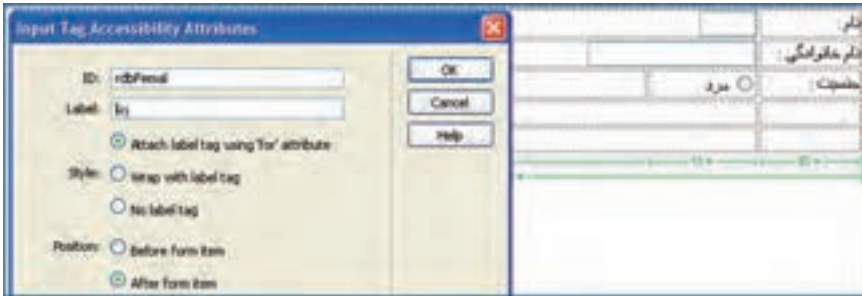 Input Tag Accessibility Attributes
ID: rdbFemal
Label:
Attach label tag using 'for' attribute
Style: Wrap with label tag
No label tag
Position: Before form item
After form item
OK
Cancel
Help
نام:
نام خانوادگی :
جنسیت : مرد